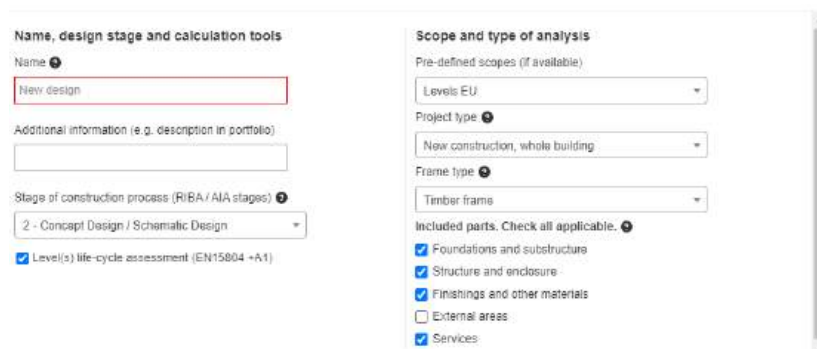 Name, design stage and calculation tools
Name ?
New design
Additional information (e.g. description in portfolio)
Stage of construction process (RIBA / AIA stages) ?
2 - Concept Design / Schematic Design
Level(s) life-cycle assessment (EN15804 +A1)
Scope and type of analysis
Pre-defined scopes (if available)
Levels EU
Project type ?
New construction, whole building
Frame type ?
Timber frame
Included parts. Check all applicable. ?
Foundations and substructure
Structure and enclosure
Finishings and other materials
External areas
Services